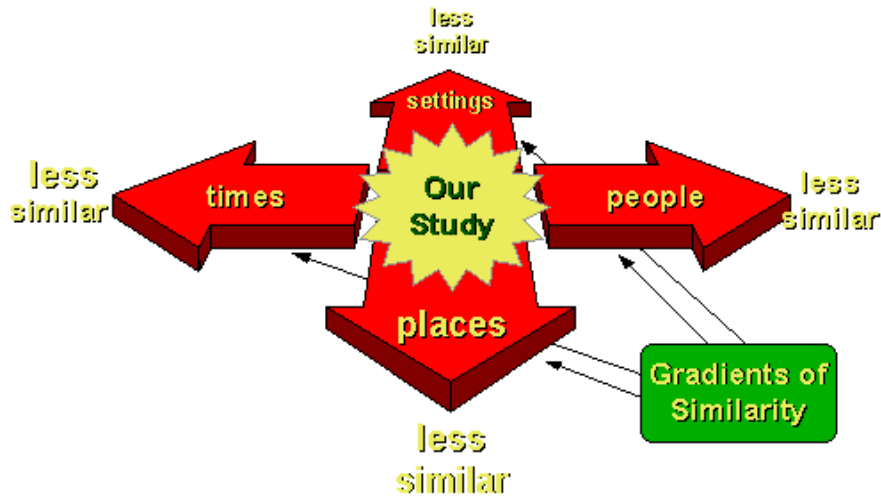 less
similar
settings
less
similar
times
Our
Study
people
less
similar
places
Gradients of
Similarity
less
similar